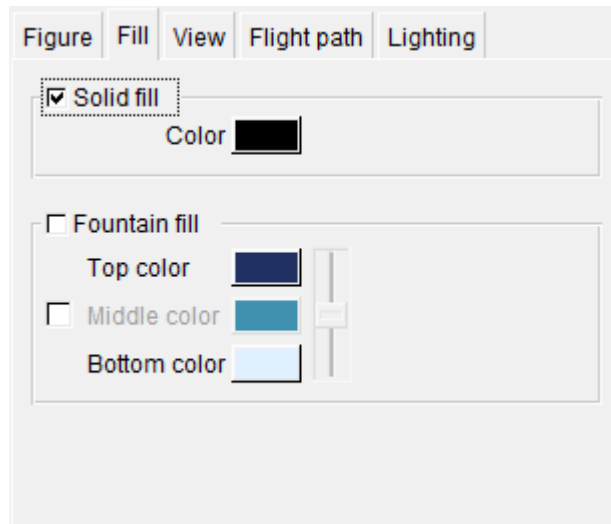 Figure Fill View Flight path Lighting
Solid fill
Color
Fountain fill
Top color
Middle color
Bottom color